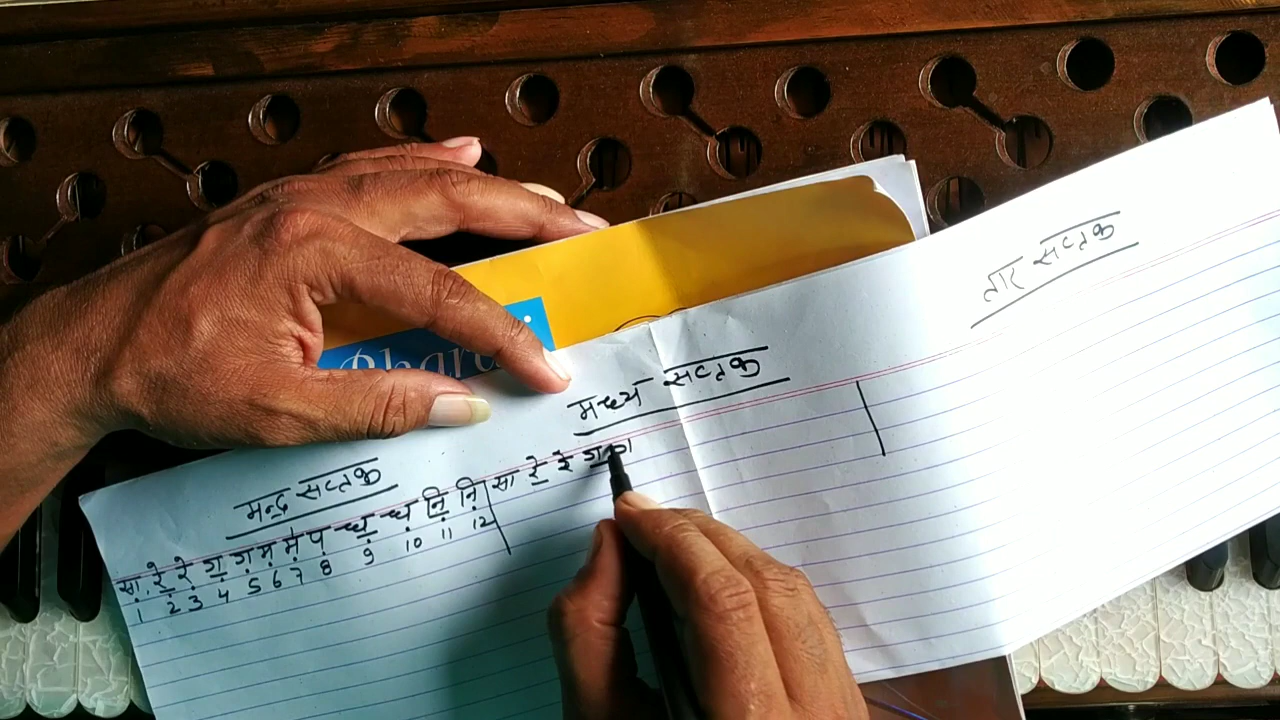 Bhar
तार सप्तक
मध्य सप्तक
मन्द्र सप्तक
सा़ रे़॒ रे़ ग़॒ ग़ म़ म़॑ प़ ध़॒ ध़ नि़॒ नि़ सा रे॒ रे ग॒ ग
1 2 3 4 5 6 7 8 9 10 11 12